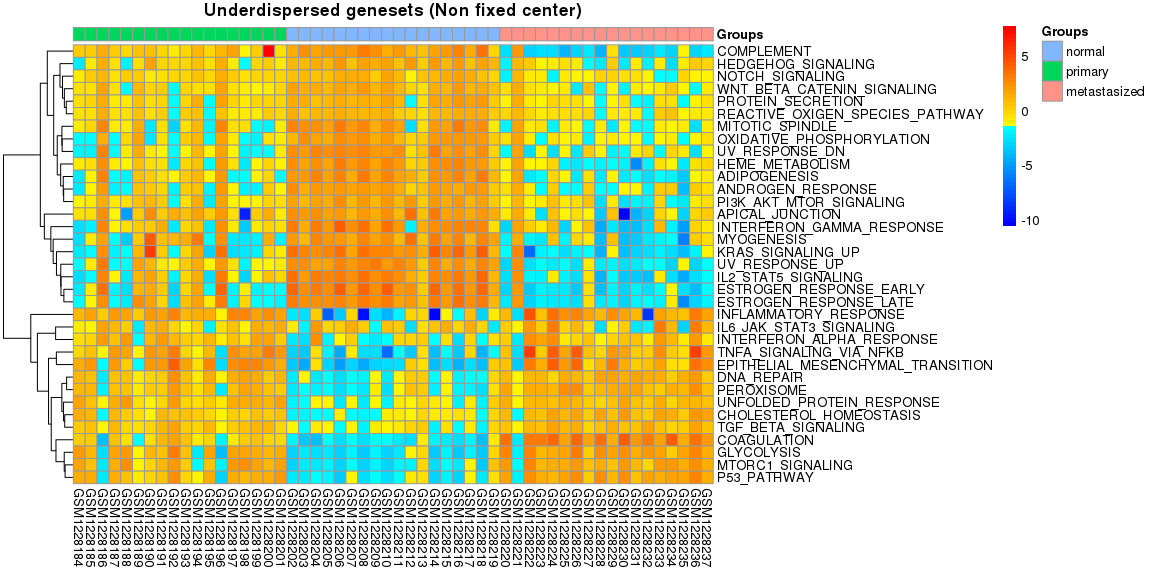 Underdispersed genesets (Non fixed center)
Groups
COMPLEMENT
HEDGEHOG_SIGNALING
NOTCH_SIGNALING
WNT_BETA_CATENIN_SIGNALING
PROTEIN_SECRETION
REACTIVE_OXIGEN_SPECIES_PATHWAY
MITOTIC_SPINDLE
OXIDATIVE_PHOSPHORYLATION
UV_RESPONSE_DN
HEME_METABOLISM
ADIPOGENESIS
ANDROGEN_RESPONSE
PI3K_AKT_MTOR_SIGNALING
APICAL_JUNCTION
INTERFERON_GAMMA_RESPONSE
MYOGENESIS
KRAS_SIGNALING_UP
UV_RESPONSE_UP
IL2_STAT5_SIGNALING
ESTROGEN_RESPONSE_EARLY
ESTROGEN_RESPONSE_LATE
INFLAMMATORY_RESPONSE
IL6_JAK_STAT3_SIGNALING
INTERFERON_ALPHA_RESPONSE
TNFA_SIGNALING_VIA_NFKB
EPITHELIAL_MESENCHYMAL_TRANSITION
DNA_REPAIR
PEROXISOME
UNFOLDED_PROTEIN_RESPONSE
CHOLESTEROL_HOMEOSTASIS
TGF_BETA_SIGNALING
COAGULATION
GLYCOLYSIS
MTORC1_SIGNALING
P53_PATHWAY
5
0
-5
-10
Groups
normal
primary
metastasized
GSM1228184
GSM1228185
GSM1228186
GSM1228187
GSM1228188
GSM1228189
GSM1228190
GSM1228191
GSM1228192
GSM1228193
GSM1228194
GSM1228195
GSM1228196
GSM1228197
GSM1228198
GSM1228199
GSM1228200
GSM1228201
GSM1228202
GSM1228203
GSM1228204
GSM1228205
GSM1228206
GSM1228207
GSM1228208
GSM1228209
GSM1228210
GSM1228211
GSM1228212
GSM1228213
GSM1228214
GSM1228215
GSM1228216
GSM1228217
GSM1228218
GSM1228219
GSM1228220
GSM1228221
GSM1228222
GSM1228223
GSM1228224
GSM1228225
GSM1228226
GSM1228227
GSM1228228
GSM1228229
GSM1228230
GSM1228231
GSM1228232
GSM1228233
GSM1228234
GSM1228235
GSM1228236
GSM1228237